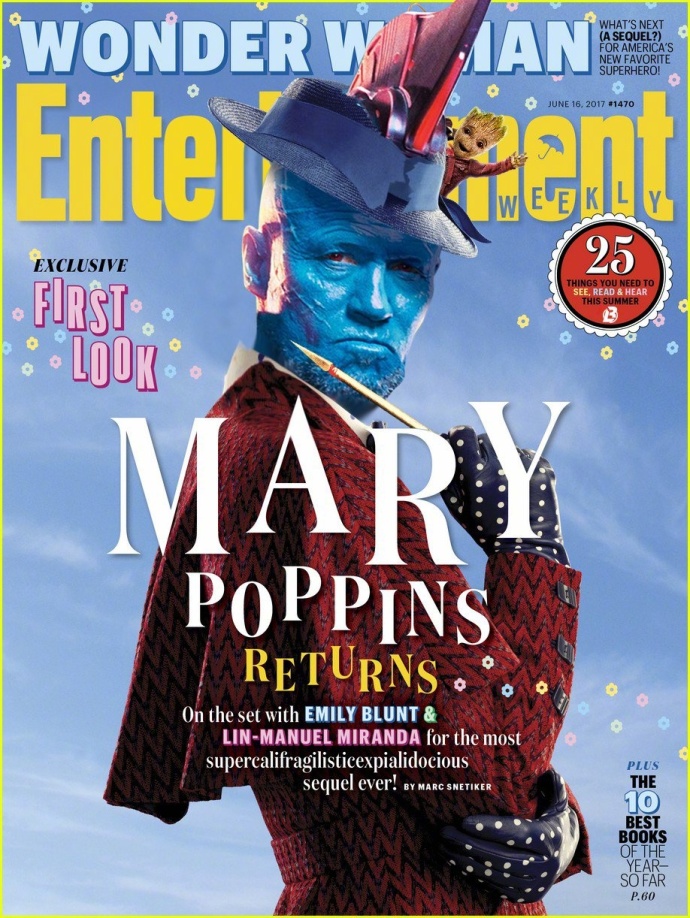 WONDER W MAN
WHAT'S NEXT
(A SEQUEL?)
FOR AMERICA'S
NEW FAVORITE
SUPERHERO!
JUNE 16, 2017 #1470
Enter ment
WEEKLY
EXCLUSIVE
FIRST
LOOK
25
THINGS YOU NEED TO
SEE, READ & HEAR
THIS SUMMER
MARY
POPPINS
RETURNS
On the set with EMILY BLUNT &
LIN-MANUEL MIRANDA for the most
supercalifragilisticexpialidocious
sequel ever! BY MARC SNETIKER
PLUS
THE
10
BEST
BOOKS
OF THE
YEAR—
SO FAR
P.60